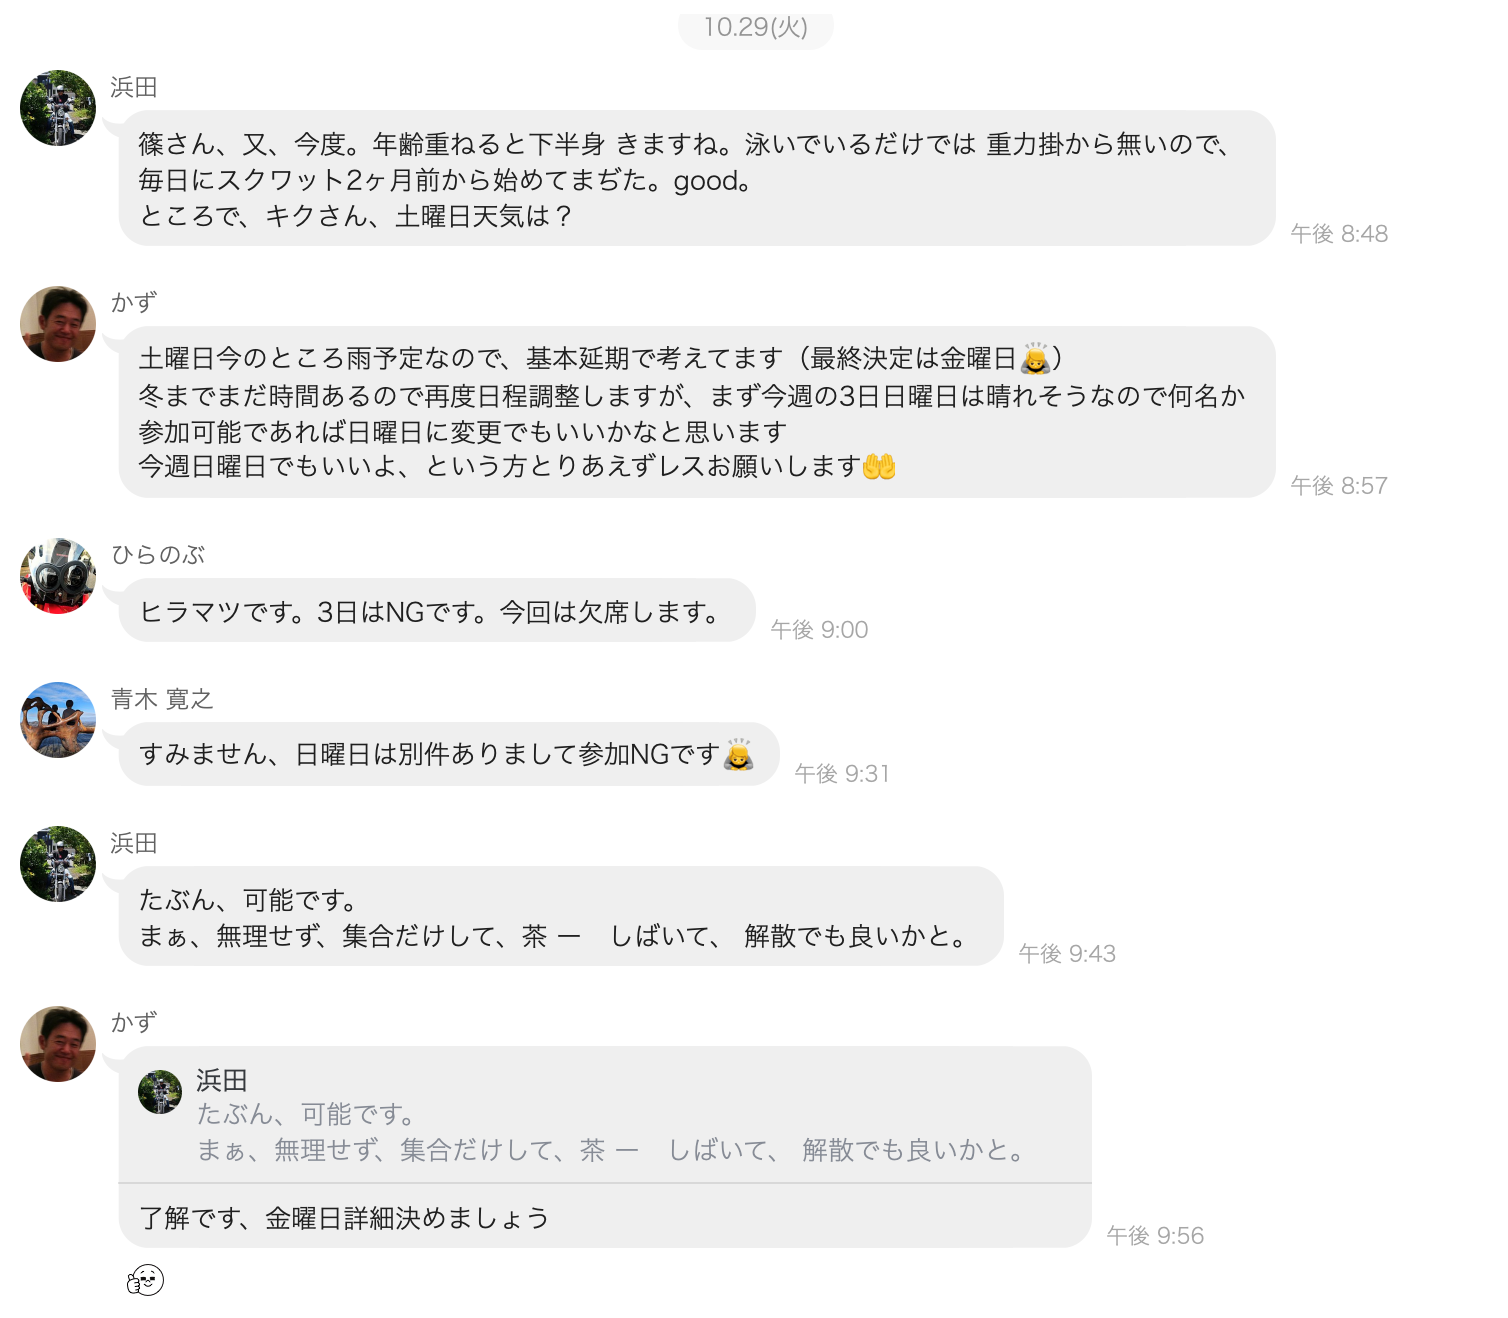 10.29(火)
浜田
篠さん、又、今度。年齢重ねると下半身 きますね。泳いでいるだけでは 重力掛から無いので、
毎日にスクワット2ヶ月前から始めてまぢた。good。
ところで、キクさん、土曜日天気は？
午後 8:48
かず
土曜日今のところ雨予定なので、基本延期で考えてます（最終決定は金曜日🙇）
冬までまだ時間あるので再度日程調整しますが、まず今週の3日日曜日は晴れそうなので何名か
参加可能であれば日曜日に変更でもいいかなと思います
今週日曜日でもいいよ、という方とりあえずレスお願いします🤲
午後 8:57
ひらのぶ
ヒラマツです。3日はNGです。今回は欠席します。
午後 9:00
青木 寛之
すみません、日曜日は別件ありまして参加NGです🙇
午後 9:31
浜田
たぶん、可能です。
まぁ、無理せず、集合だけして、茶 一　しばいて、 解散でも良いかと。
午後 9:43
かず
浜田
たぶん、可能です。
まぁ、無理せず、集合だけして、茶 一　しばいて、 解散でも良いかと。
了解です、金曜日詳細決めましょう
午後 9:56